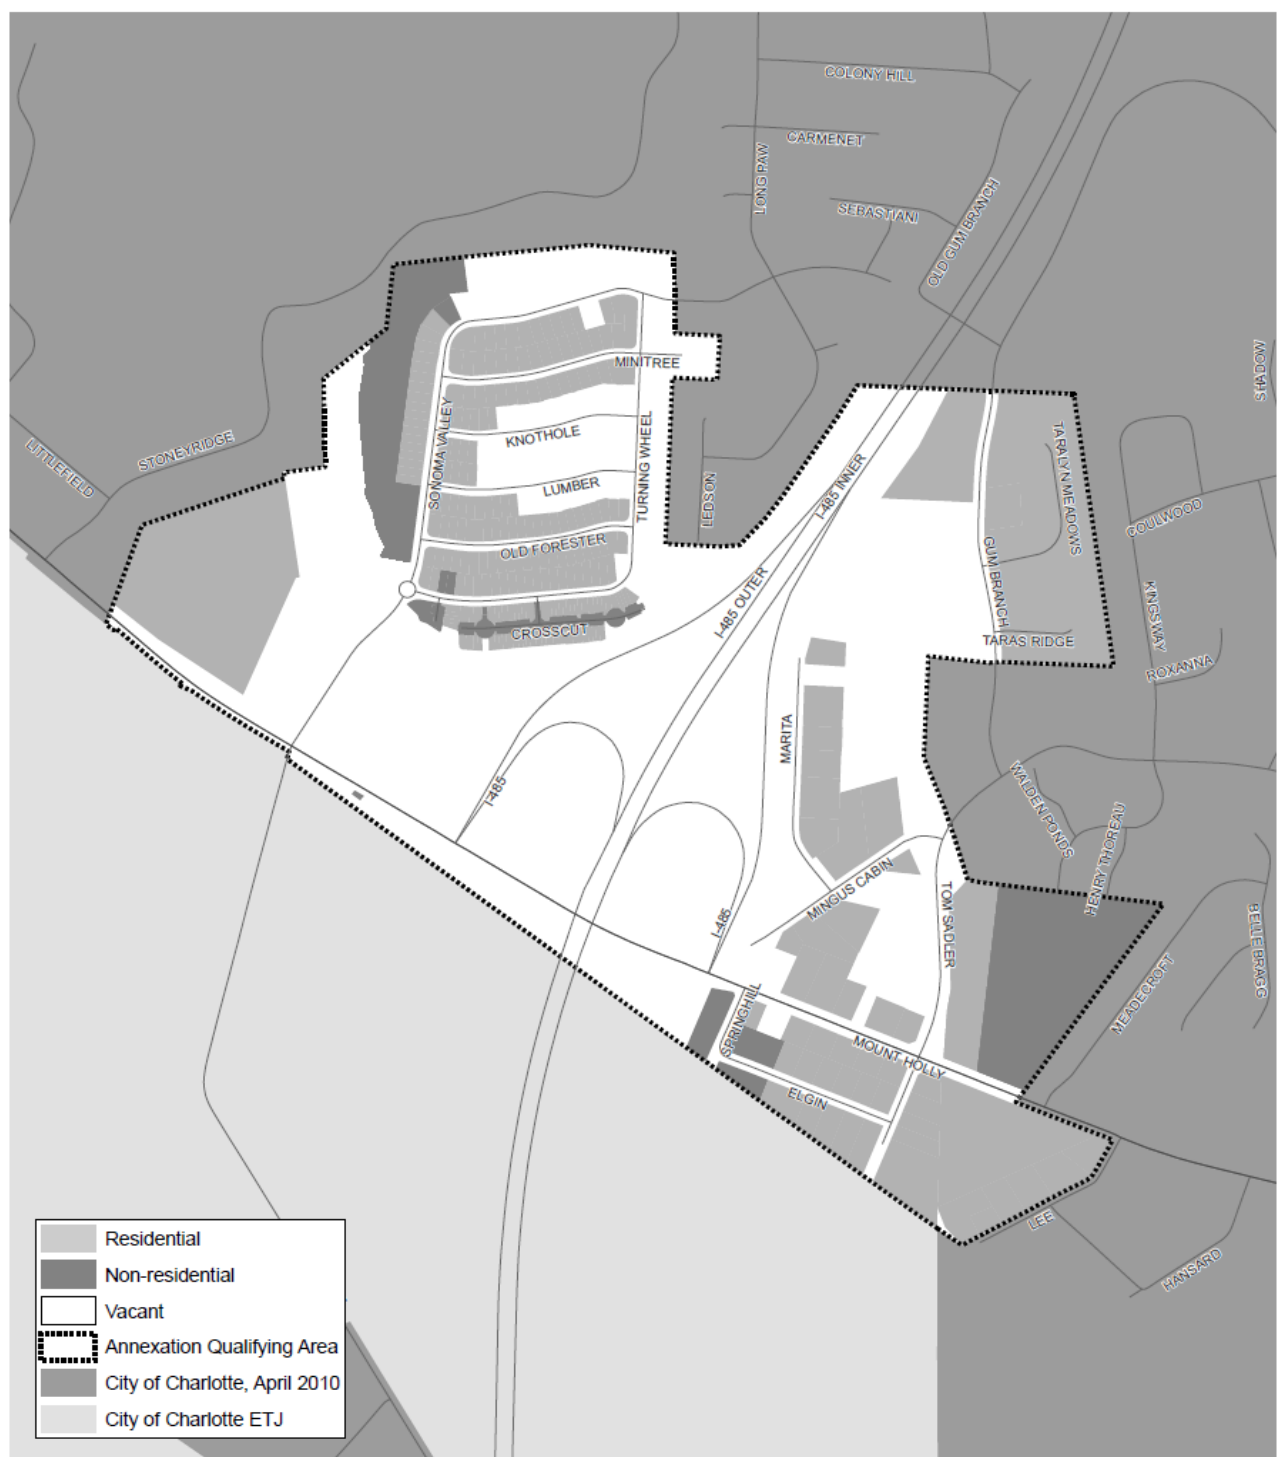 COLONY HILL
CARMENET
LONG PAW
SEBASTIANI
OLD GUM BRANCH
SHADOW
MINITREE
SONOMA VALLEY
KNOTHOLE
TURNING WHEEL
LITTLEFIELD
STONEYRIDGE
LUMBER
LEDSON
I-485 INNER
TARALYN MEADOWS
COULWOOD
OLD FORESTER
GUM BRANCH
I-485 OUTER
KINGSWAY
CROSSCUT
TARAS RIDGE
ROXANNA
MARITA
I-485
WALDEN PONDS
HENRY THOREAU
MINGUS CABIN
I-485
TOM SADLER
BELLE BRAGG
MEADECROFT
SPRINGHILL
MOUNT HOLLY
ELGIN
LEE
HANSARD
Residential
Non-residential
Vacant
Annexation Qualifying Area
City of Charlotte, April 2010
City of Charlotte ETJ